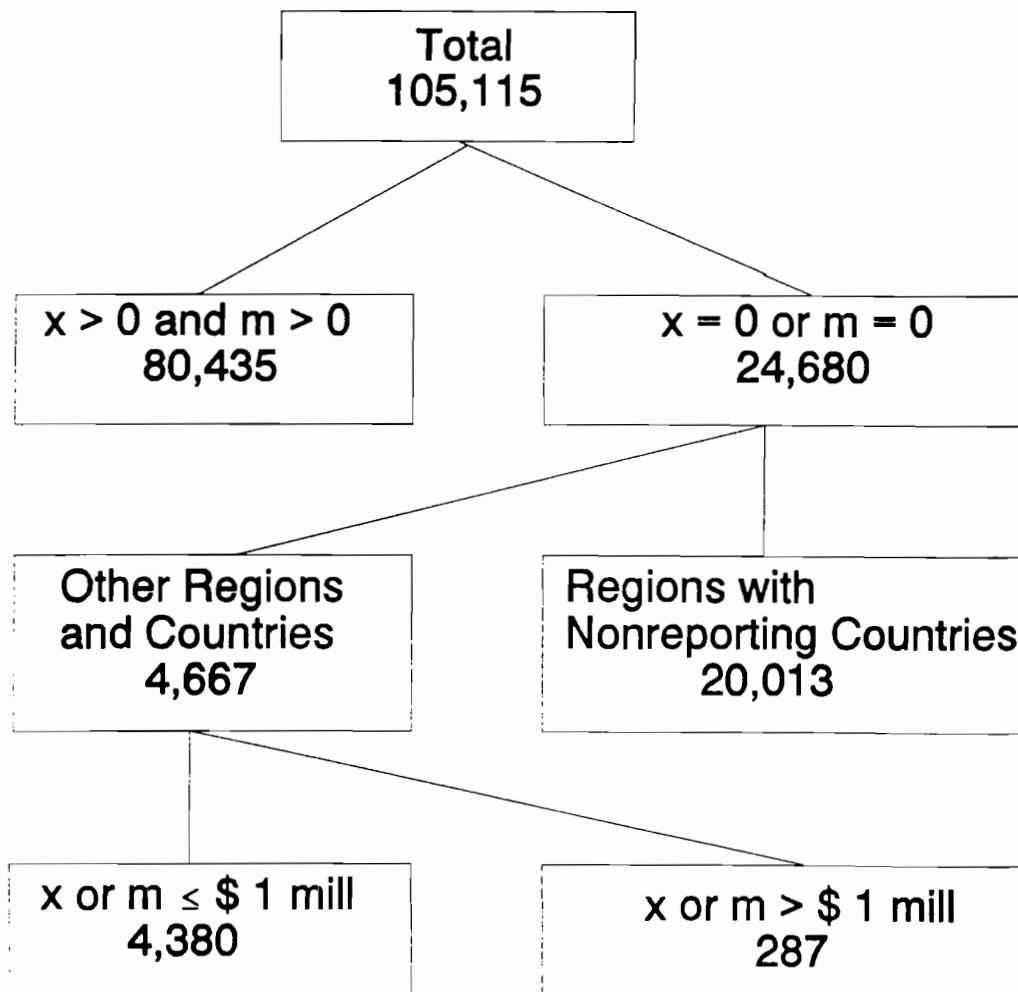 Total
105,115
x > 0 and m > 0
80,435
x = 0 or m = 0
24,680
Other Regions
and Countries
4,667
Regions with
Nonreporting Countries
20,013
x or m ≤ $ 1 mill
4,380
x or m > $ 1 mill
287